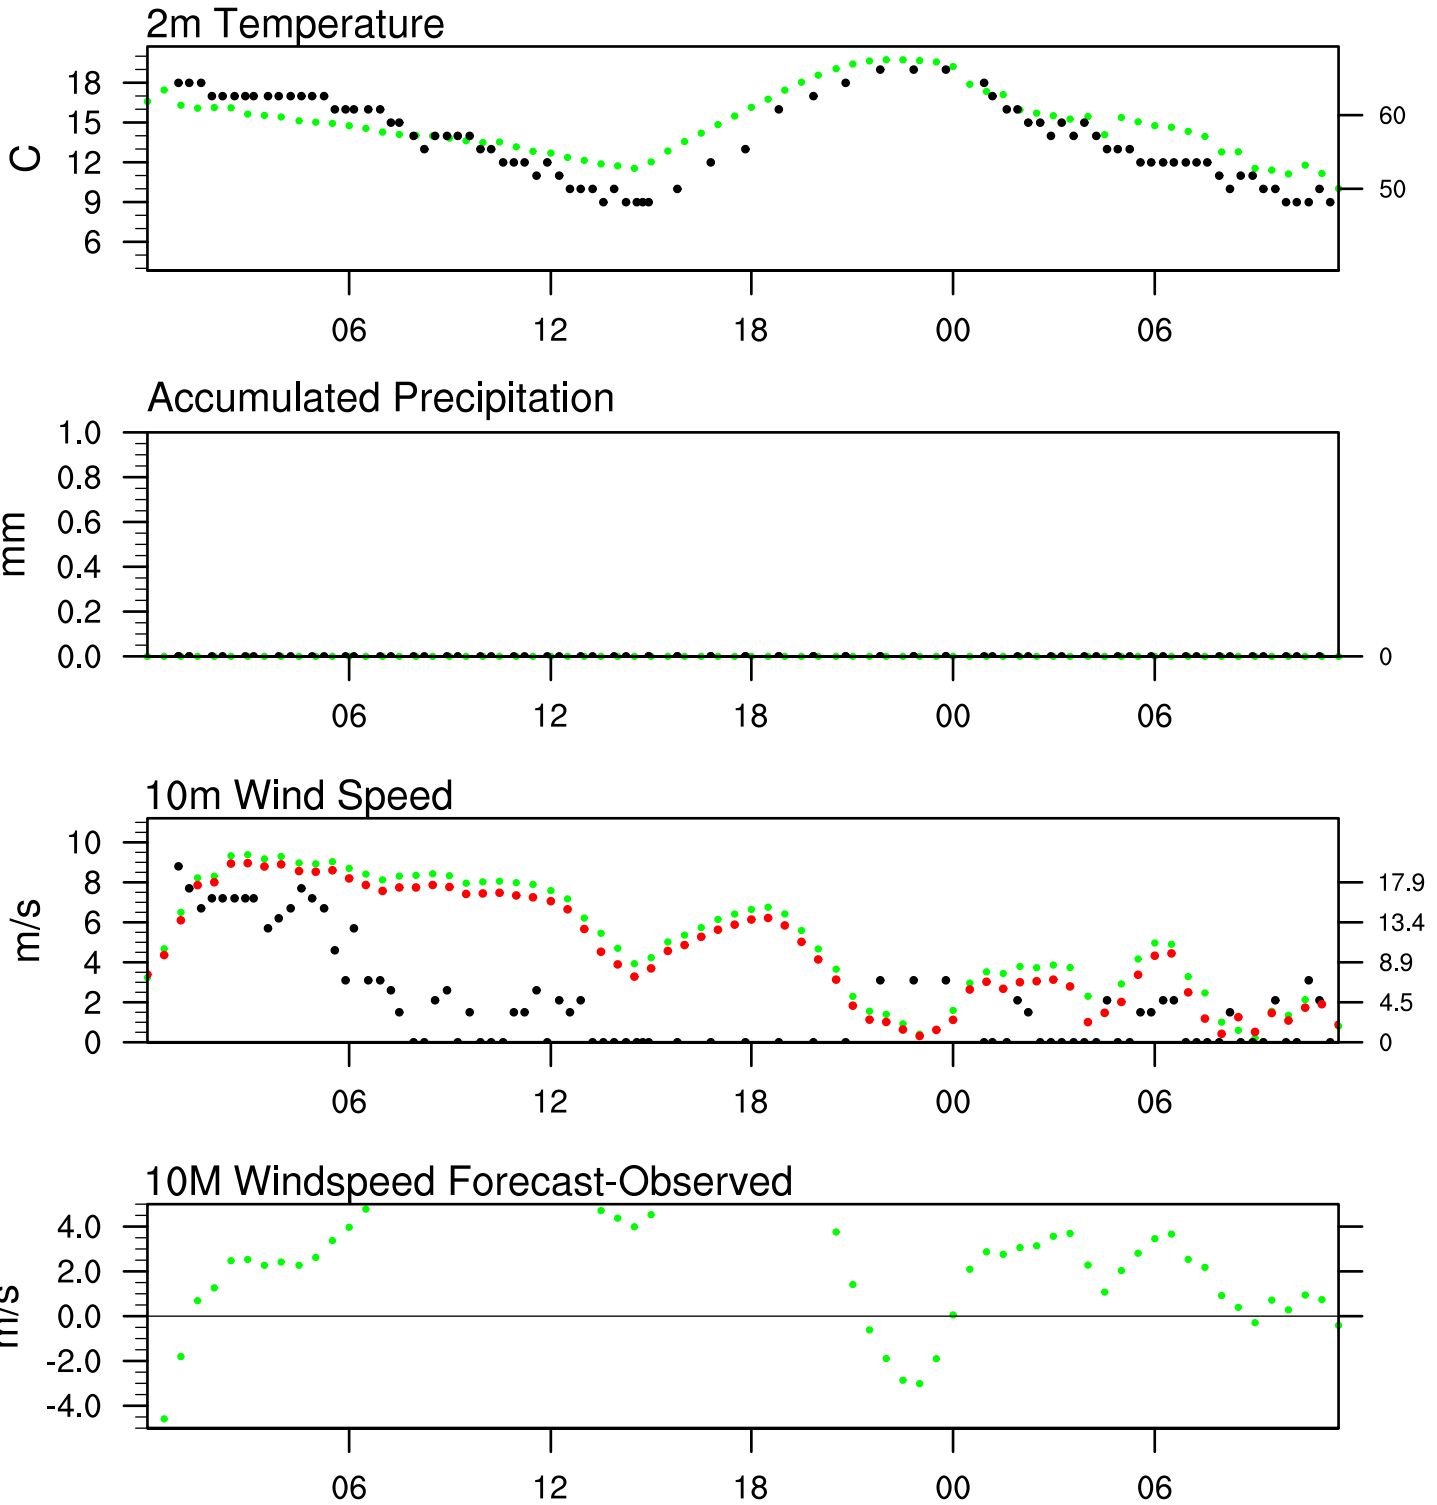 2m Temperature
18
15
12
9
6
C
60
50
06 12 18 00 06
Accumulated Precipitation
1.0
0.8
0.6
0.4
0.2
0.0
mm
0
06 12 18 00 06
10m Wind Speed
10
8
6
4
2
0
m/s
17.9
13.4
8.9
4.5
0
06 12 18 00 06
10M Windspeed Forecast-Observed
4.0
2.0
0.0
-2.0
-4.0
m/s
06 12 18 00 06